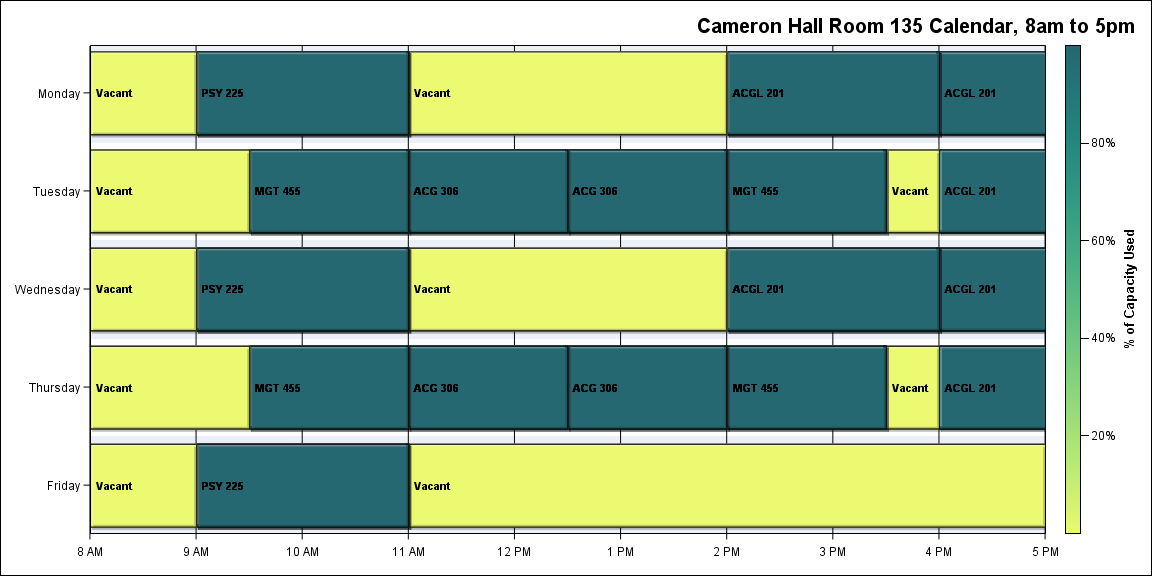 Cameron Hall Room 135 Calendar, 8am to 5pm
Monday Vacant PSY 225 Vacant ACGL 201 ACGL 201
Tuesday Vacant MGT 455 ACG 306 ACG 306 MGT 455 Vacant ACGL 201
Wednesday Vacant PSY 225 Vacant ACGL 201 ACGL 201
Thursday Vacant MGT 455 ACG 306 ACG 306 MGT 455 Vacant ACGL 201
Friday Vacant PSY 225 Vacant
8 AM 9 AM 10 AM 11 AM 12 PM 1 PM 2 PM 3 PM 4 PM 5 PM
80%
60%
40%
20%
% of Capacity Used